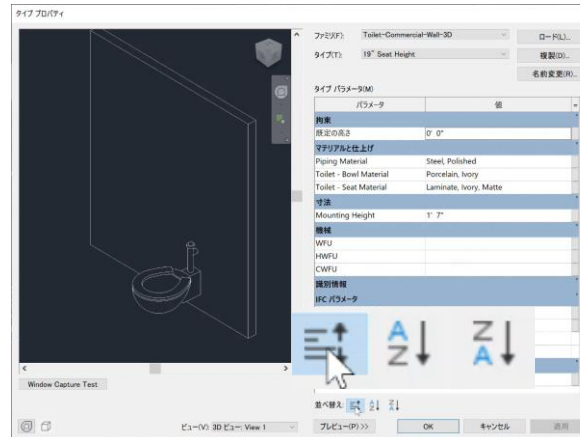 タイプ プロパティ
ファミリ(F): Toilet-Commercial-Wall-3D
ロード(L)...
タイプ(T): 19" Seat Height
複製(D)...
名前変更(R)...
タイプ パラメータ(M)
パラメータ 値 =
拘束
既定の高さ 0' 0"
マテリアルと仕上げ
Piping Material Steel, Polished
Toilet - Bowl Material Porcelain, Ivory
Toilet - Seat Material Laminate, Ivory, Matte
寸法
Mounting Height 1' 7"
機械
WFU
HWFU
CWFU
識別情報
IFC パラメータ
A
Z
Z
A
Window Capture Test
並べ替え:
ビュー(V): 3D ビュー: View 1
プレビュー(P) >>
OK
キャンセル
適用